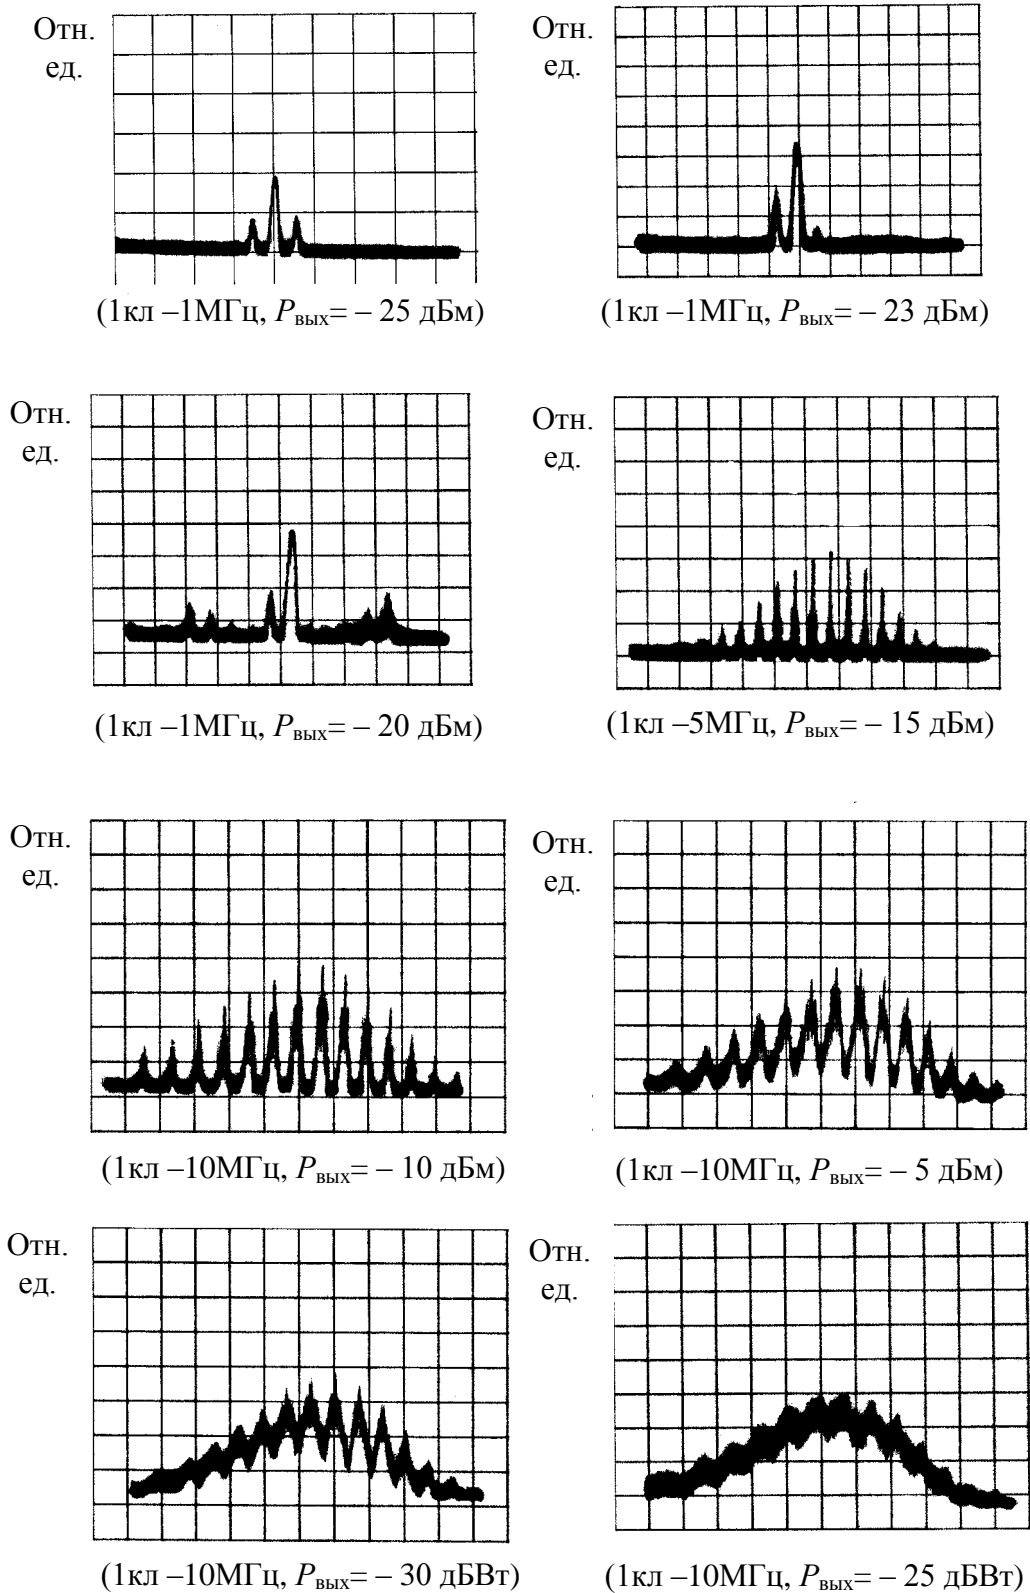 Отн.
ед.
Отн.
ед.
(1кл –1МГц, Pвых= – 25 дБм)
(1кл –1МГц, Pвых= – 23 дБм)
Отн.
ед.
Отн.
ед.
(1кл –1МГц, Pвых= – 20 дБм)
(1кл –5МГц, Pвых= – 15 дБм)
Отн.
ед.
Отн.
ед.
(1кл –10МГц, Pвых= – 10 дБм)
(1кл –10МГц, Pвых= – 5 дБм)
Отн.
ед.
Отн.
ед.
(1кл –10МГц, Pвых= – 30 дБВт)
(1кл –10МГц, Pвых= – 25 дБВт)